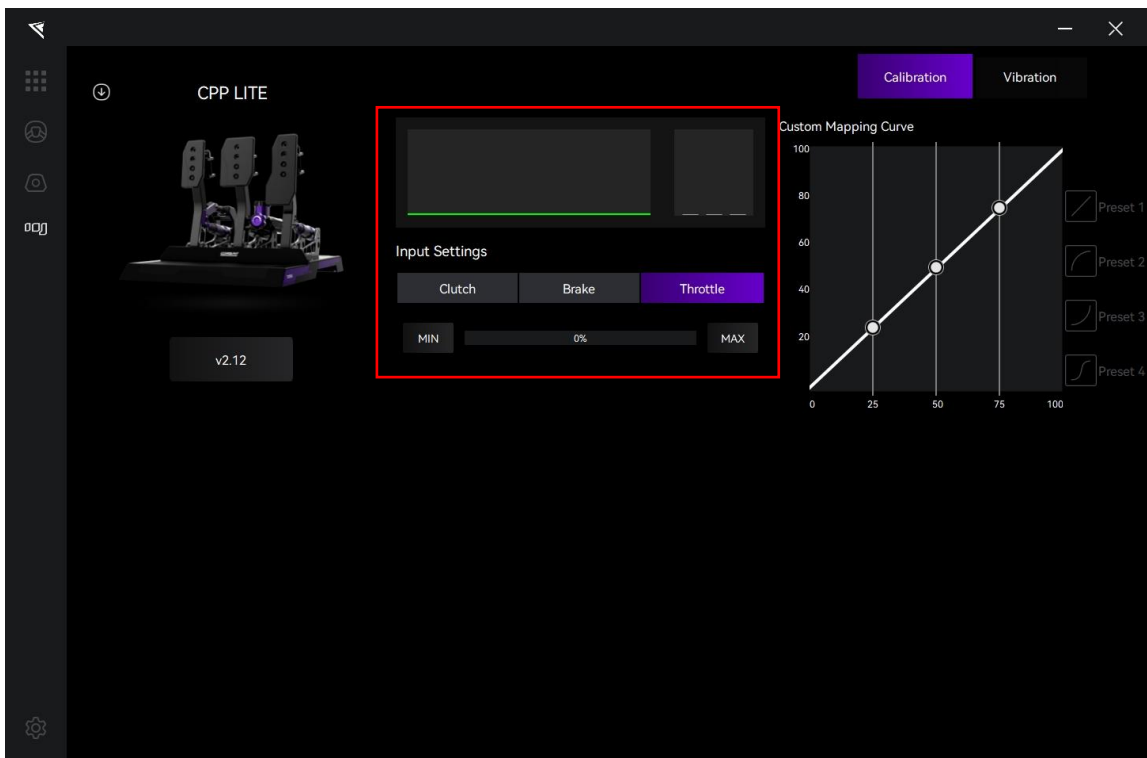 Calibration Vibration
CPP LITE
Custom Mapping Curve
100
80
60
40
20
0 25 50 75 100
Preset 1
Preset 2
Preset 3
Preset 4
Input Settings
Clutch Brake Throttle
MIN 0% MAX
v2.12